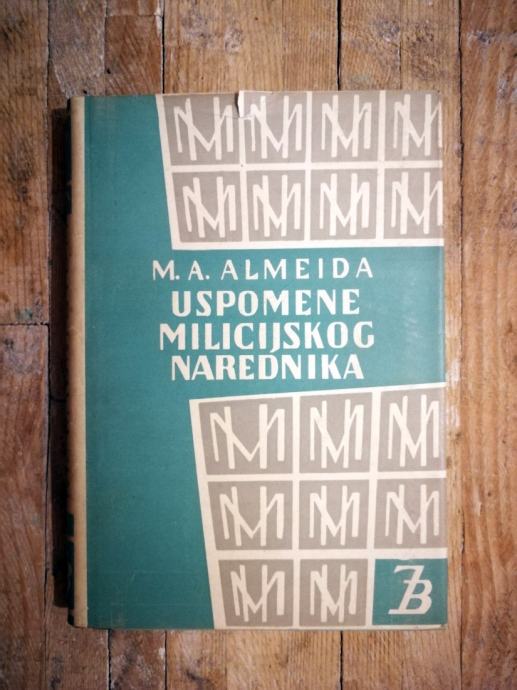 M. A. ALMEIDA
USPOMENE
MILICIJSKOG
NAREDNIKA